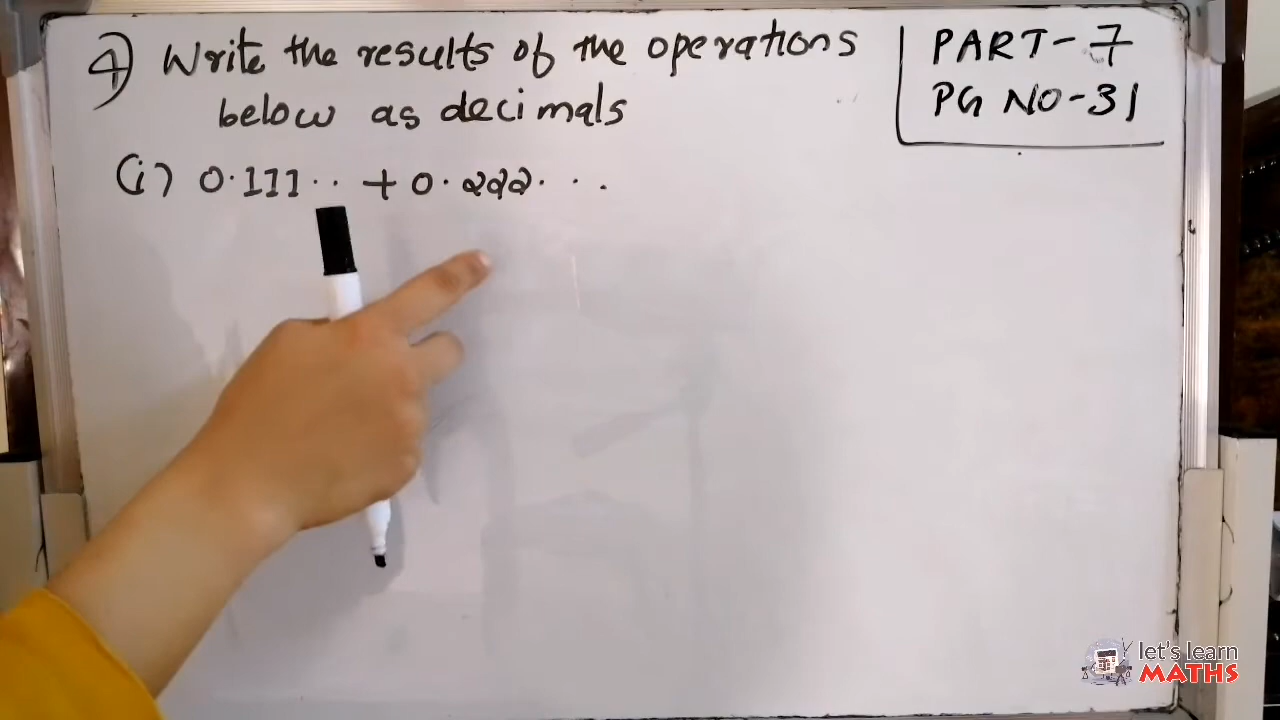 4) Write the results of the operations
below as decimals
(i) 0.111.. + 0.222...
PART-7
PG NO-31
let's learn
MATHS